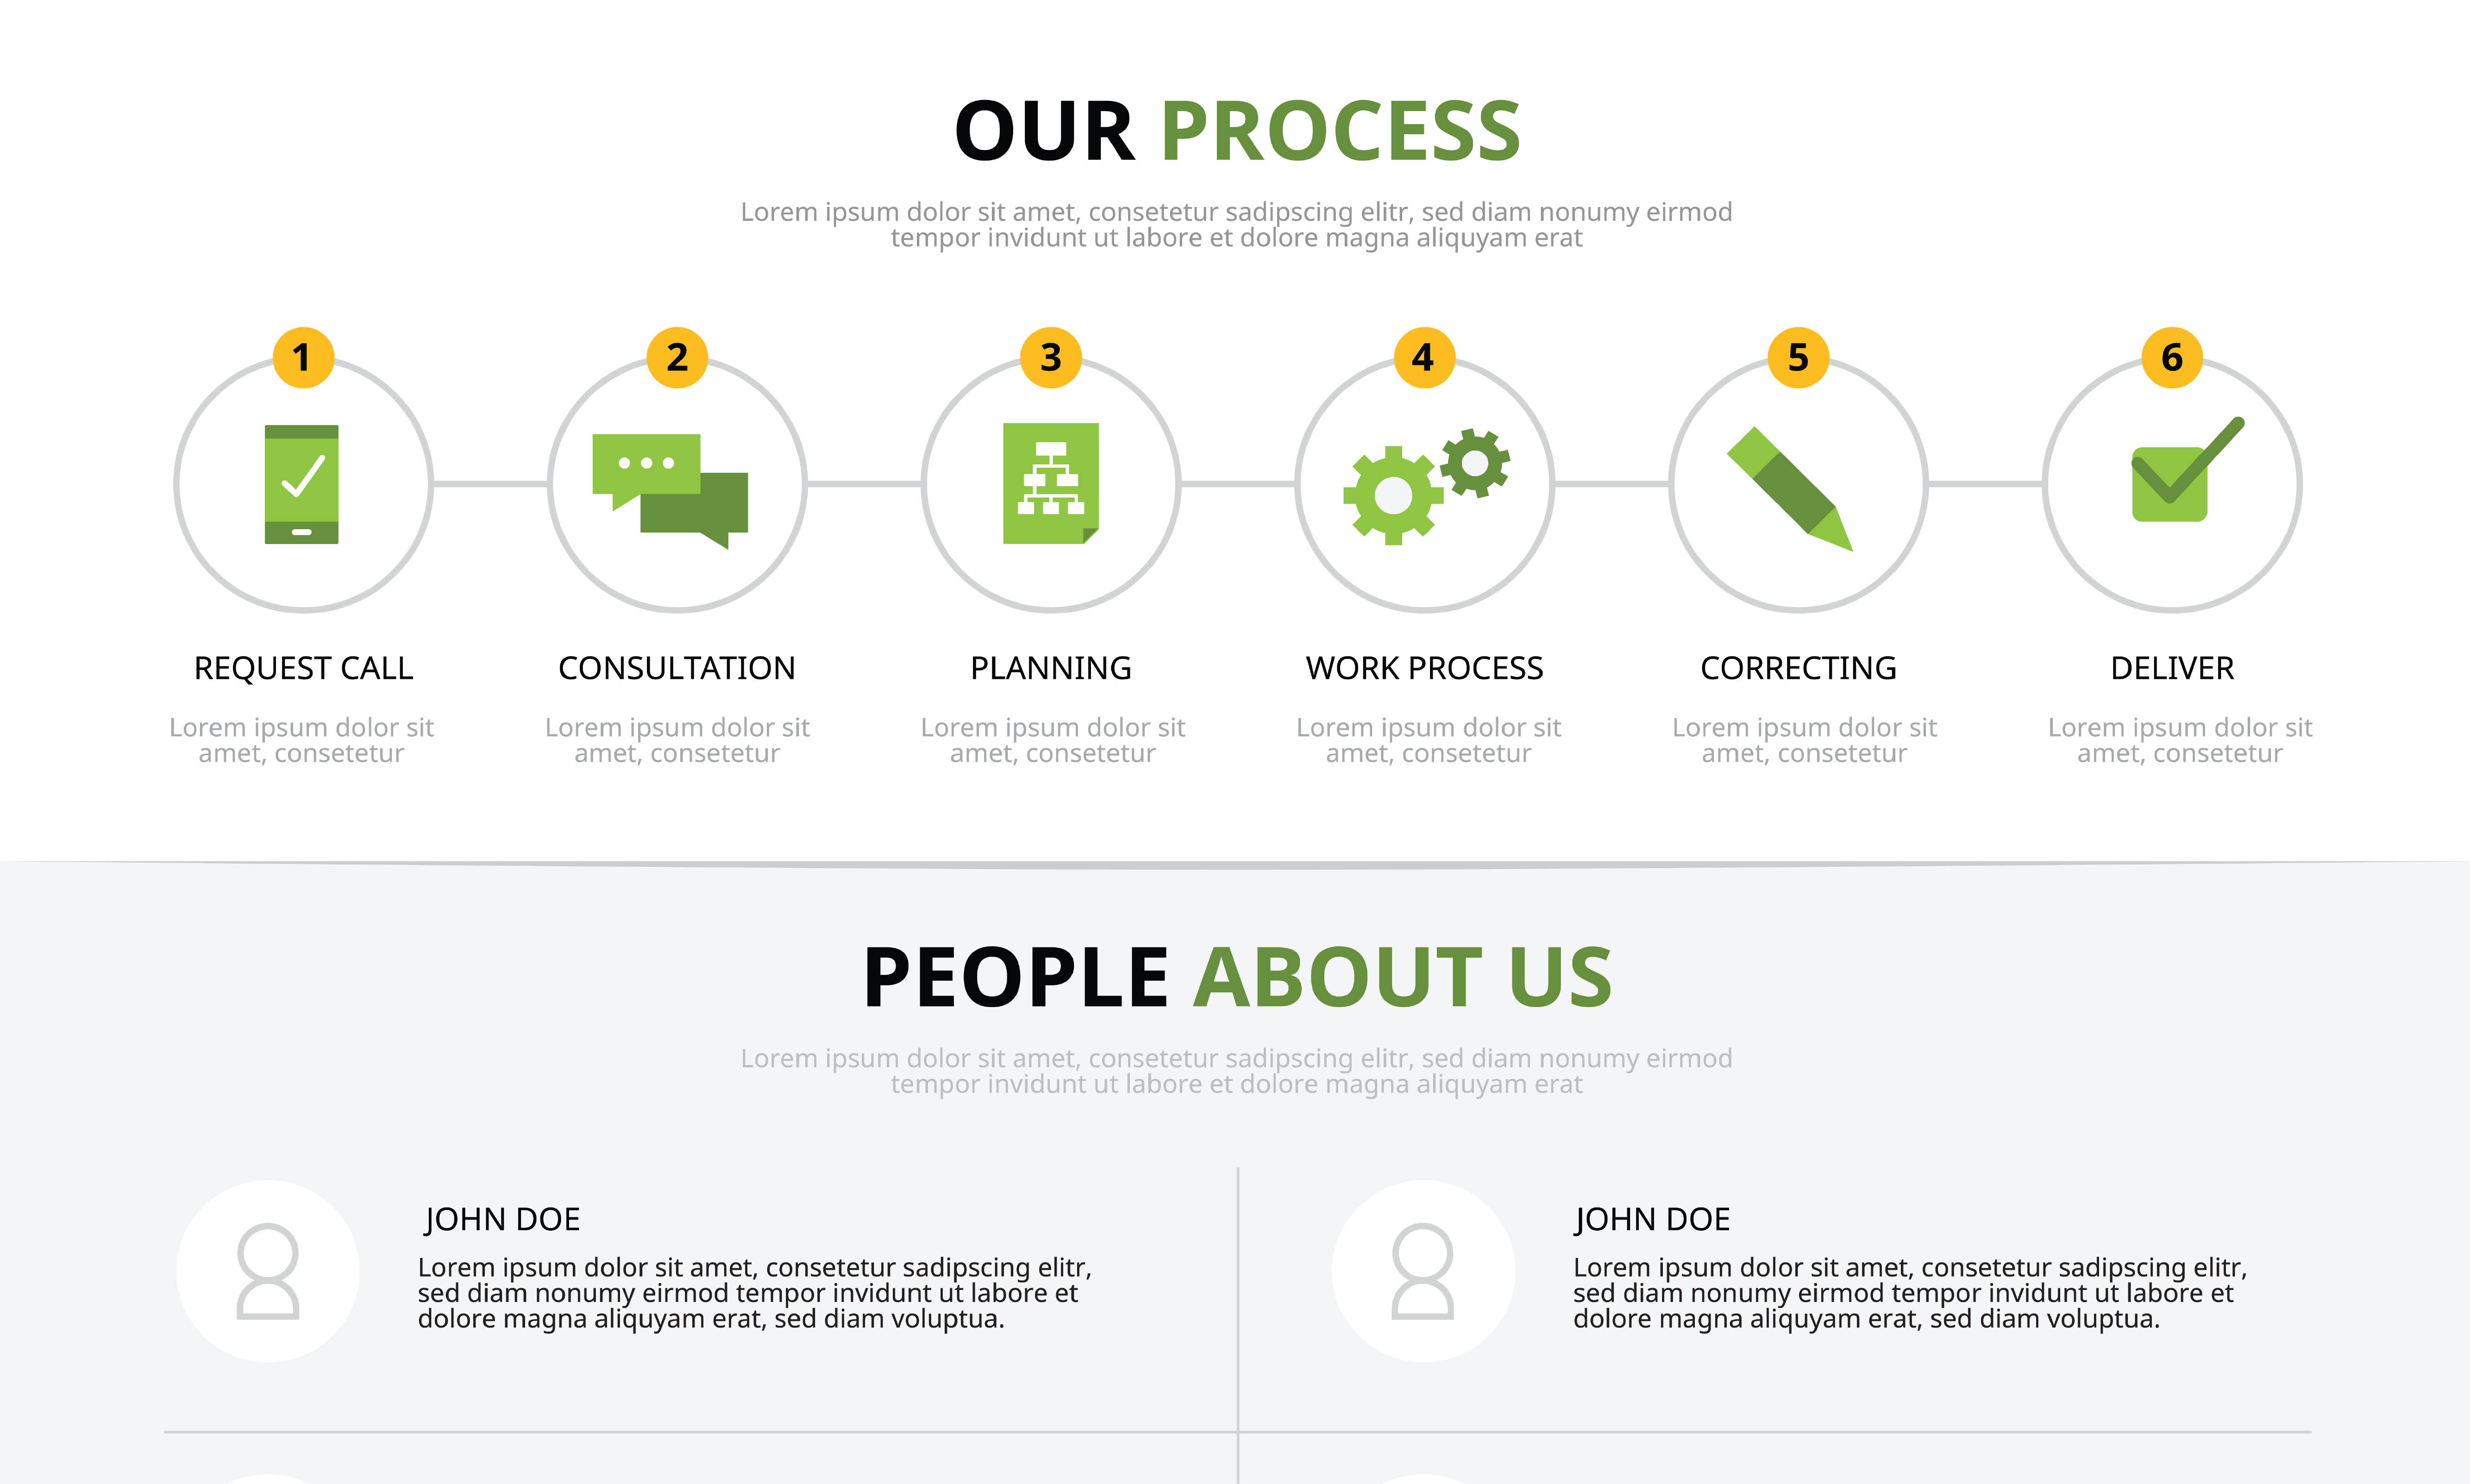 OUR PROCESS
Lorem ipsum dolor sit amet, consetetur sadipscing elitr, sed diam nonumy eirmod
tempor invidunt ut labore et dolore magna aliquyam erat
1
2
3
4
5
6
REQUEST CALL
CONSULTATION
PLANNING
WORK PROCESS
CORRECTING
DELIVER
Lorem ipsum dolor sit
amet, consetetur
Lorem ipsum dolor sit
amet, consetetur
Lorem ipsum dolor sit
amet, consetetur
Lorem ipsum dolor sit
amet, consetetur
Lorem ipsum dolor sit
amet, consetetur
Lorem ipsum dolor sit
amet, consetetur
PEOPLE ABOUT US
Lorem ipsum dolor sit amet, consetetur sadipscing elitr, sed diam nonumy eirmod
tempor invidunt ut labore et dolore magna aliquyam erat
JOHN DOE
Lorem ipsum dolor sit amet, consetetur sadipscing elitr,
sed diam nonumy eirmod tempor invidunt ut labore et
dolore magna aliquyam erat, sed diam voluptua.
JOHN DOE
Lorem ipsum dolor sit amet, consetetur sadipscing elitr,
sed diam nonumy eirmod tempor invidunt ut labore et
dolore magna aliquyam erat, sed diam voluptua.